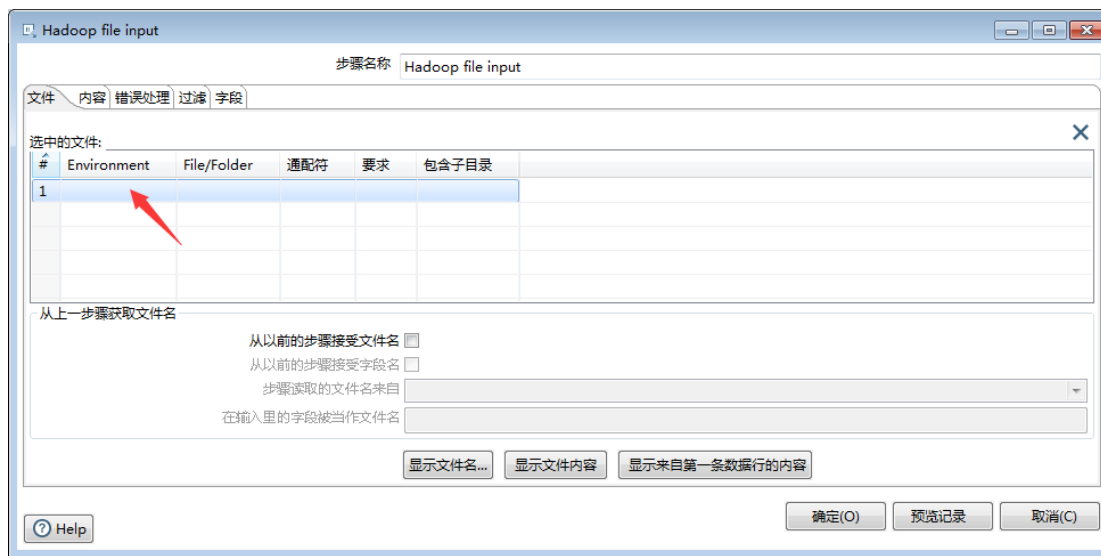 Hadoop file input
步骤名称 Hadoop file input
文件 内容 错误处理 过滤 字段
选中的文件:
# Environment File/Folder 通配符 要求 包含子目录
1
从上一步骤获取文件名
从以前的步骤接受文件名
从以前的步骤接受字段名
步骤读取的文件名来自
在输入里的字段被当作文件名
显示文件名... 显示文件内容 显示来自第一条数据行的内容
确定(O) 预览记录 取消(C)
Help